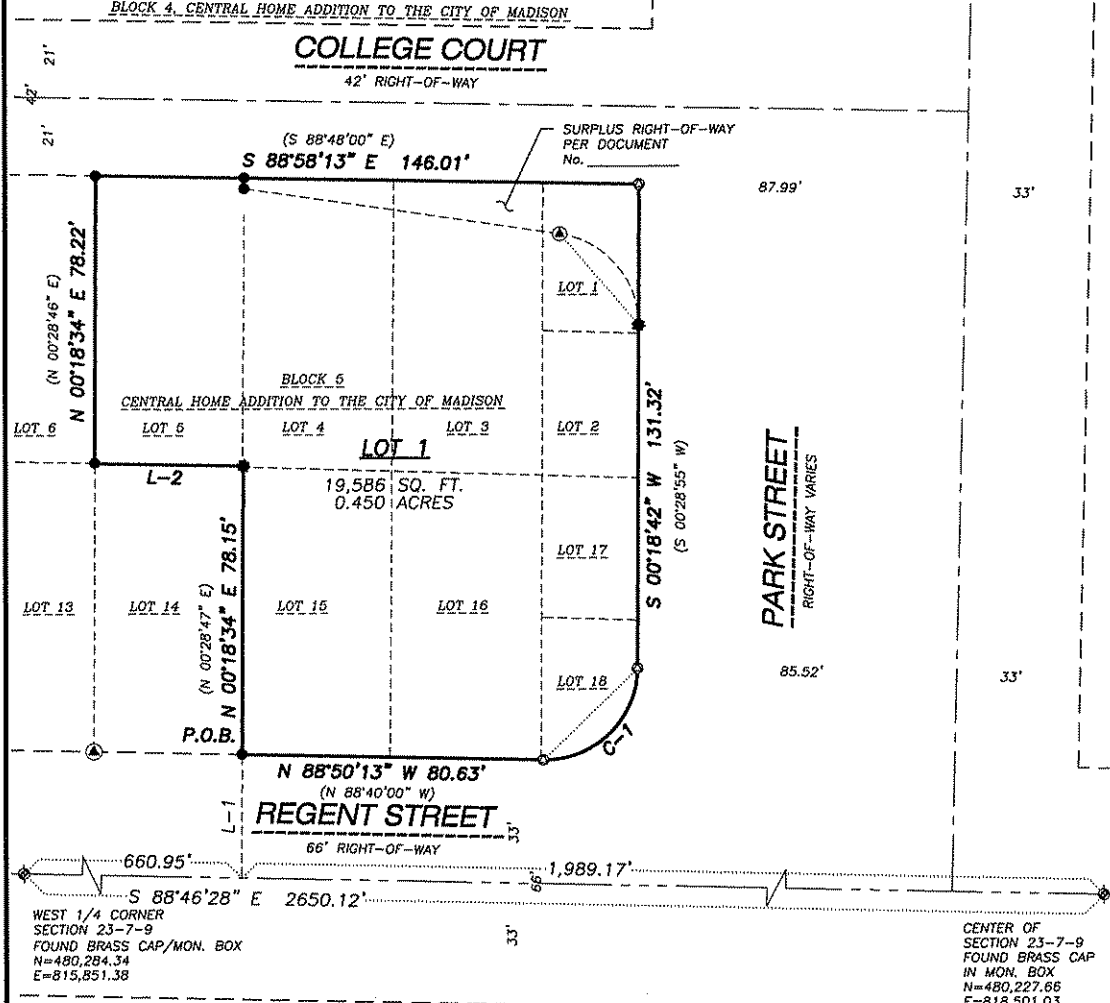 BLOCK 4, CENTRAL HOME ADDITION TO THE CITY OF MADISON
COLLEGE COURT
42' RIGHT-OF-WAY
21'
42'
21'
(S 88°48'00" E)
S 88°58'13" E 146.01'
SURPLUS RIGHT-OF-WAY
PER DOCUMENT
No.
87.99'
33'
(N 00°28'46" E)
N 00°18'34" E 78.22'
LOT 1
BLOCK 5
CENTRAL HOME ADDITION TO THE CITY OF MADISON
LOT 6
LOT 5
LOT 4
LOT 3
LOT 2
LOT 1
19,586 SQ. FT.
0.450 ACRES
L-2
S 00°18'42" W 131.32'
(S 00°28'55" W)
PARK STREET
RIGHT-OF-WAY VARIES
(N 00°28'47" E)
N 00°18'34" E 78.15'
LOT 17
LOT 13
LOT 14
LOT 15
LOT 16
LOT 18
85.52'
33'
P.O.B.
C-1
N 88°50'13" W 80.63'
(N 88°40'00" W)
L-1
REGENT STREET
66' RIGHT-OF-WAY
33'
660.95'
1,989.17'
66'
S 88°46'28" E 2650.12'
33'
WEST 1/4 CORNER
SECTION 23-7-9
FOUND BRASS CAP/MON. BOX
N=480,284.34
E=815,851.38
CENTER OF
SECTION 23-7-9
FOUND BRASS CAP
IN MON. BOX
N=480,227.66
E=818,501.03